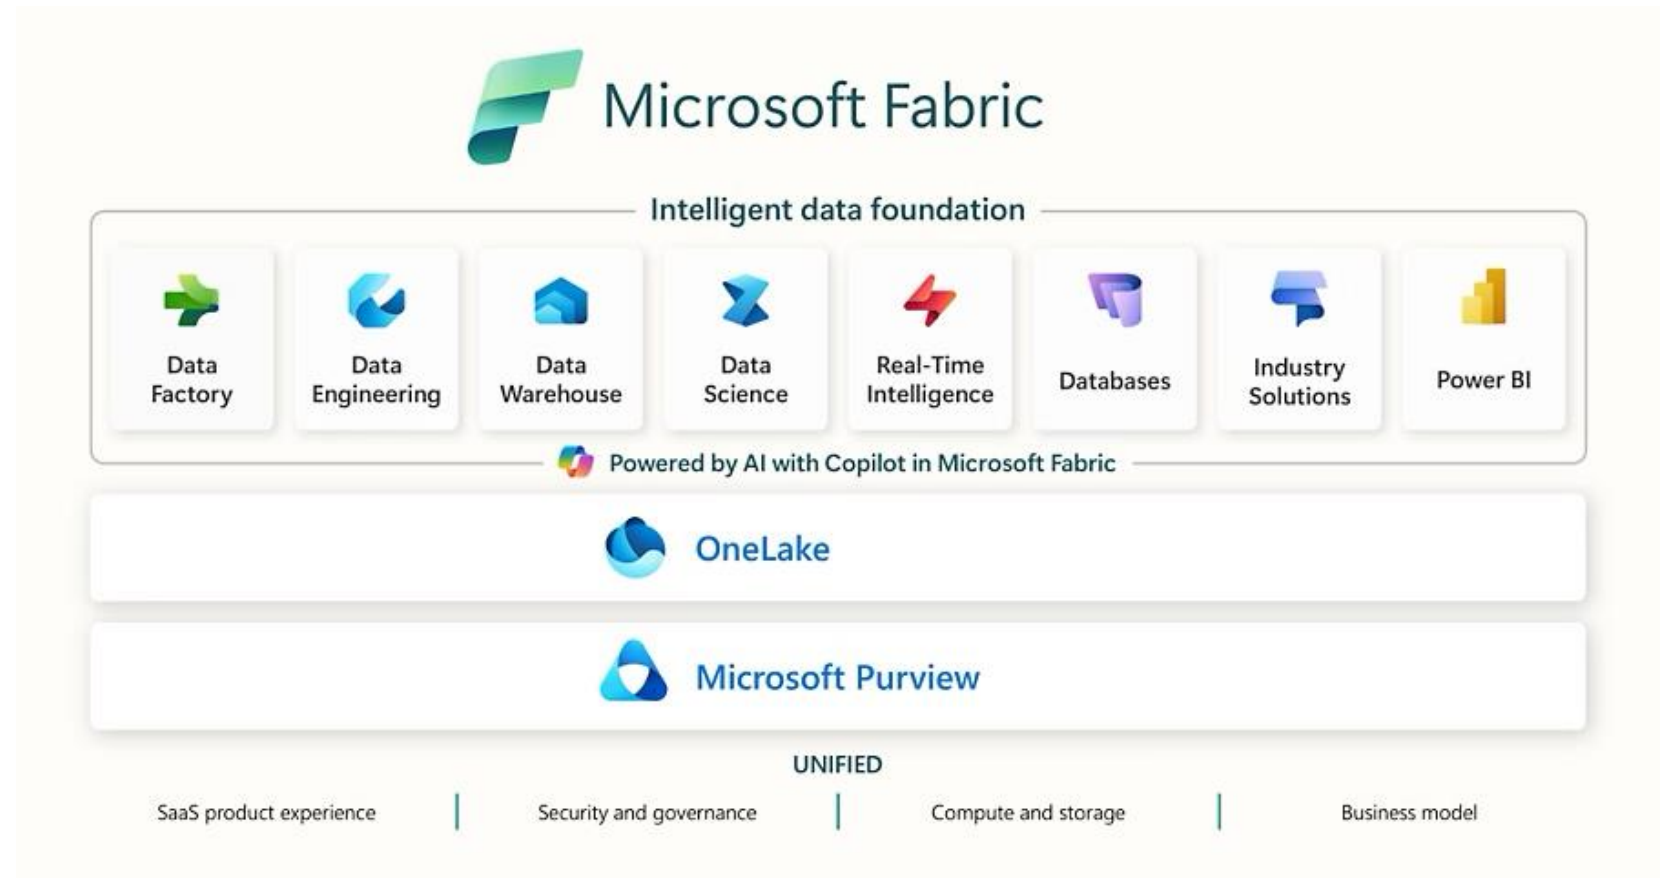 Microsoft Fabric
Intelligent data foundation
Data
Factory
Data
Engineering
Data
Warehouse
Data
Science
Real-Time
Intelligence
Databases
Industry
Solutions
Power BI
Powered by AI with Copilot in Microsoft Fabric
OneLake
Microsoft Purview
UNIFIED
SaaS product experience
Security and governance
Compute and storage
Business model